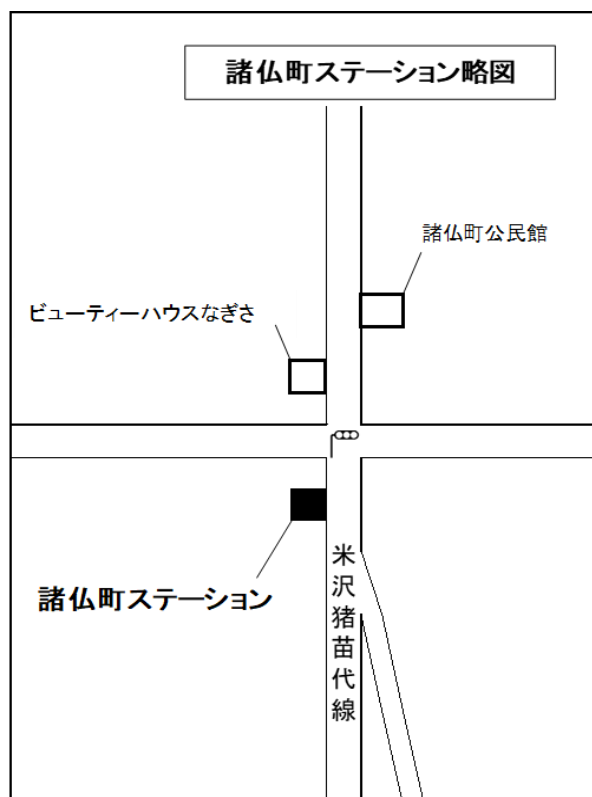 諸仏町ステーション略図
諸仏町公民館
ビューティーハウスなぎさ
諸仏町ステーション
米沢猪苗代線